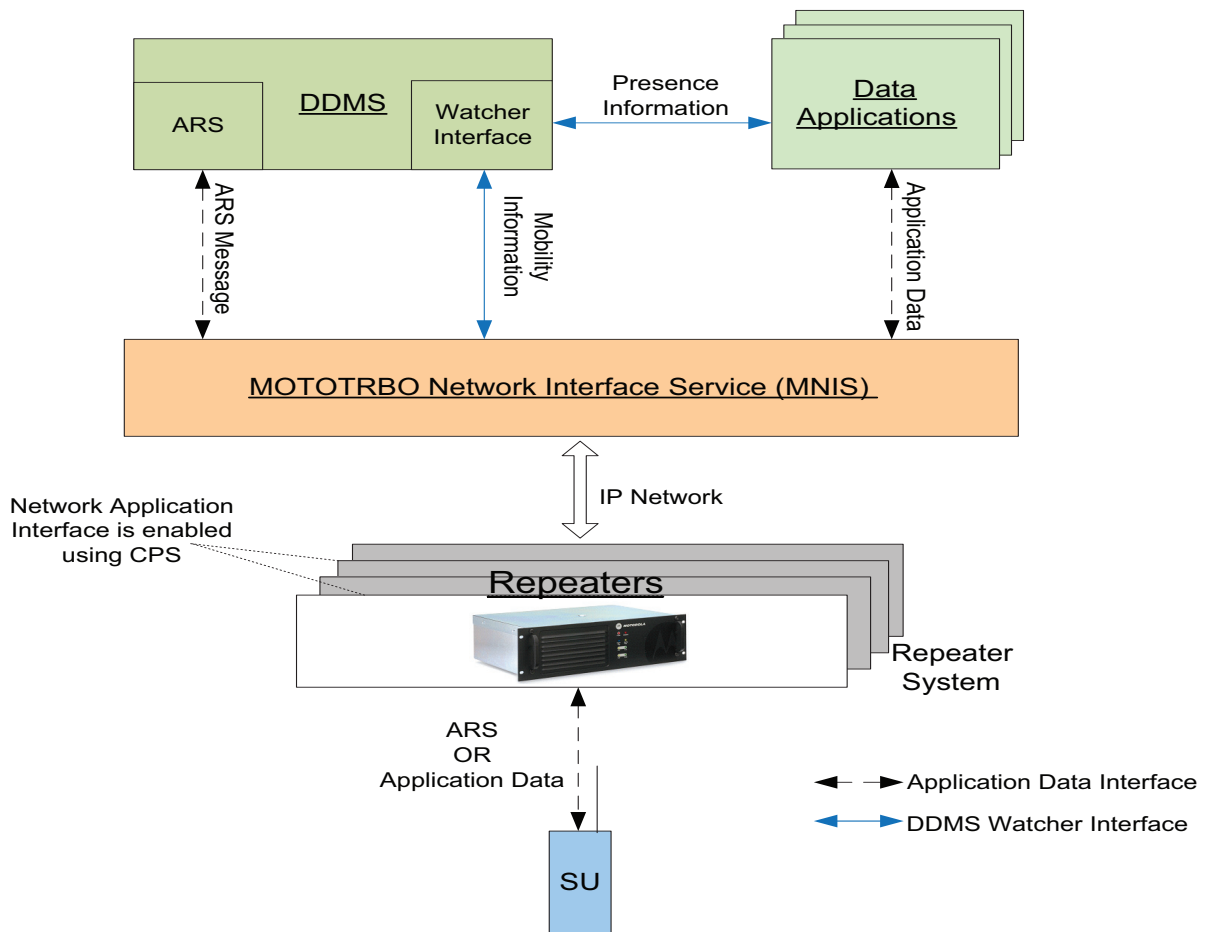 DDMS
ARS
Watcher
Interface
Presence
Information
Data
Applications
ARS Message
Mobility
Information
Application Data
MOTOTRBO Network Interface Service (MNIS)
IP Network
Network Application
Interface is enabled
using CPS
Repeaters
MOTOROLA
Repeater
System
ARS
OR
Application Data
Application Data Interface
DDMS Watcher Interface
SU